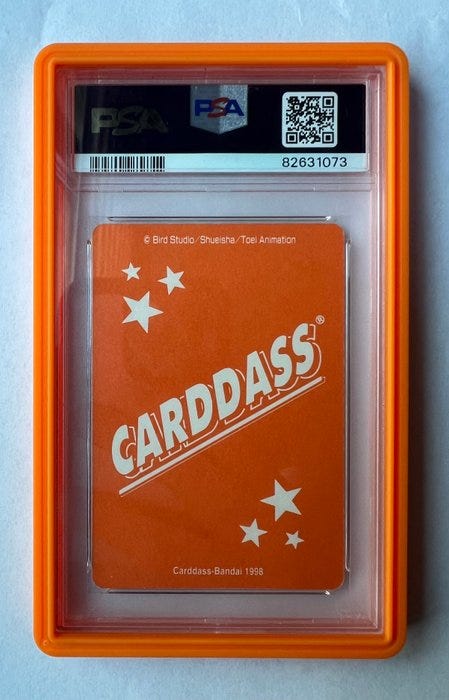 PSA PSA
82631073
© Bird Studio/Shueisha/Toei Animation
CARDDASS®
Carddass-Bandai 1998